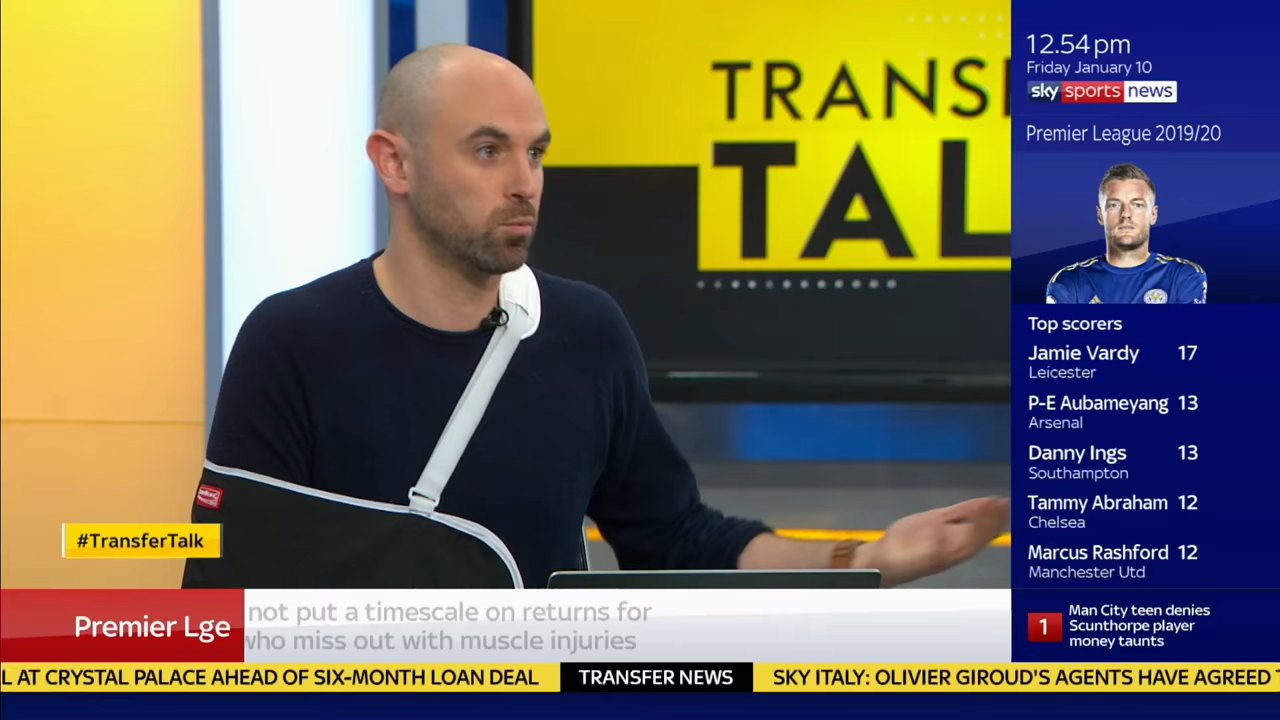 TRANSF
TALK
#TransferTalk
Premier Lge
not put a timescale on returns for
who miss out with muscle injuries
L AT CRYSTAL PALACE AHEAD OF SIX-MONTH LOAN DEAL
TRANSFER NEWS
SKY ITALY: OLIVIER GIROUD'S AGENTS HAVE AGREED T
12.54pm
Friday January 10
sky sports news
Premier League 2019/20
Top scorers
Jamie Vardy 17
Leicester
P-E Aubameyang 13
Arsenal
Danny Ings 13
Southampton
Tammy Abraham 12
Chelsea
Marcus Rashford 12
Manchester Utd
1
Man City teen denies
Scunthorpe player
money taunts